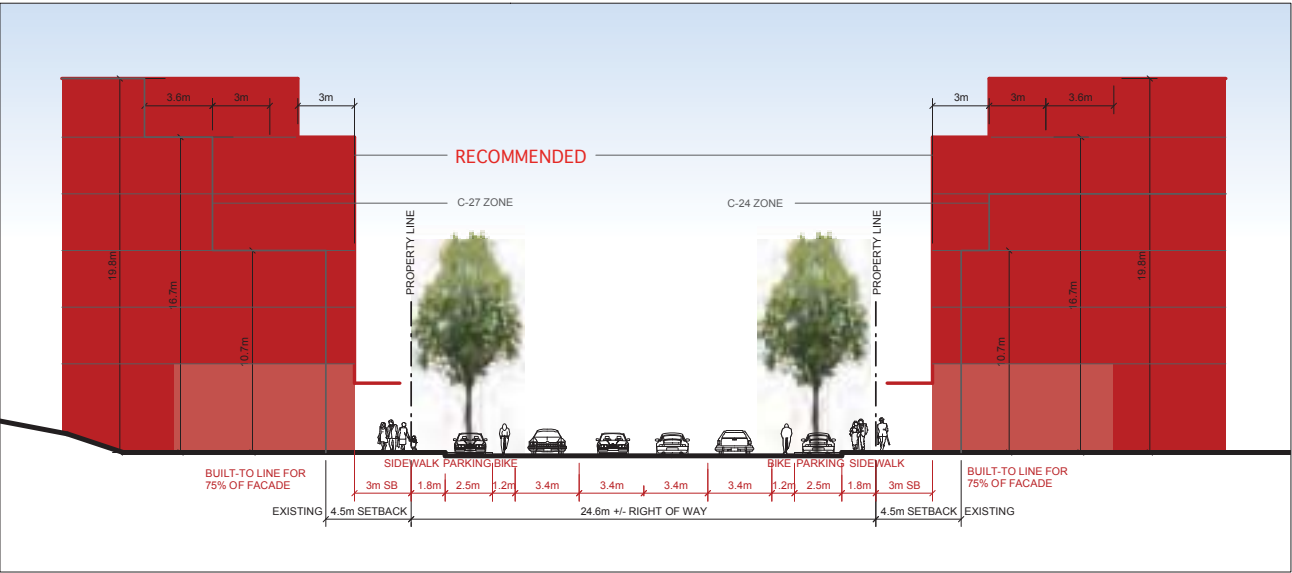 3.6m 3m 3m
3m 3m 3.6m
RECOMMENDED
C-27 ZONE
C-24 ZONE
PROPERTY LINE
PROPERTY LINE
19.8m
16.7m
10.7m
10.7m
16.7m
19.8m
SIDEWALK PARKING BIKE
BIKE PARKING SIDEWALK
BUILT-TO LINE FOR
75% OF FACADE
3m SB 1.8m 2.5m 1.2m 3.4m 3.4m 3.4m 3.4m 1.2m 2.5m 1.8m 3m SB
BUILT-TO LINE FOR
75% OF FACADE
EXISTING 4.5m SETBACK 24.6m +/- RIGHT OF WAY 4.5m SETBACK EXISTING